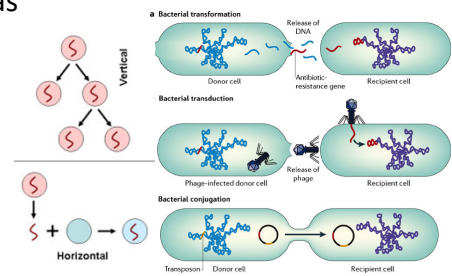 as
Vertical
Horizontal
a Bacterial transformation
Release of
DNA
Donor cell
Antibiotic-
resistance gene
Recipient cell
Bacterial transduction
Phage-infected donor cell
Release of
phage
Recipient cell
Bacterial conjugation
Transposon
Donor cell
Recipient cell